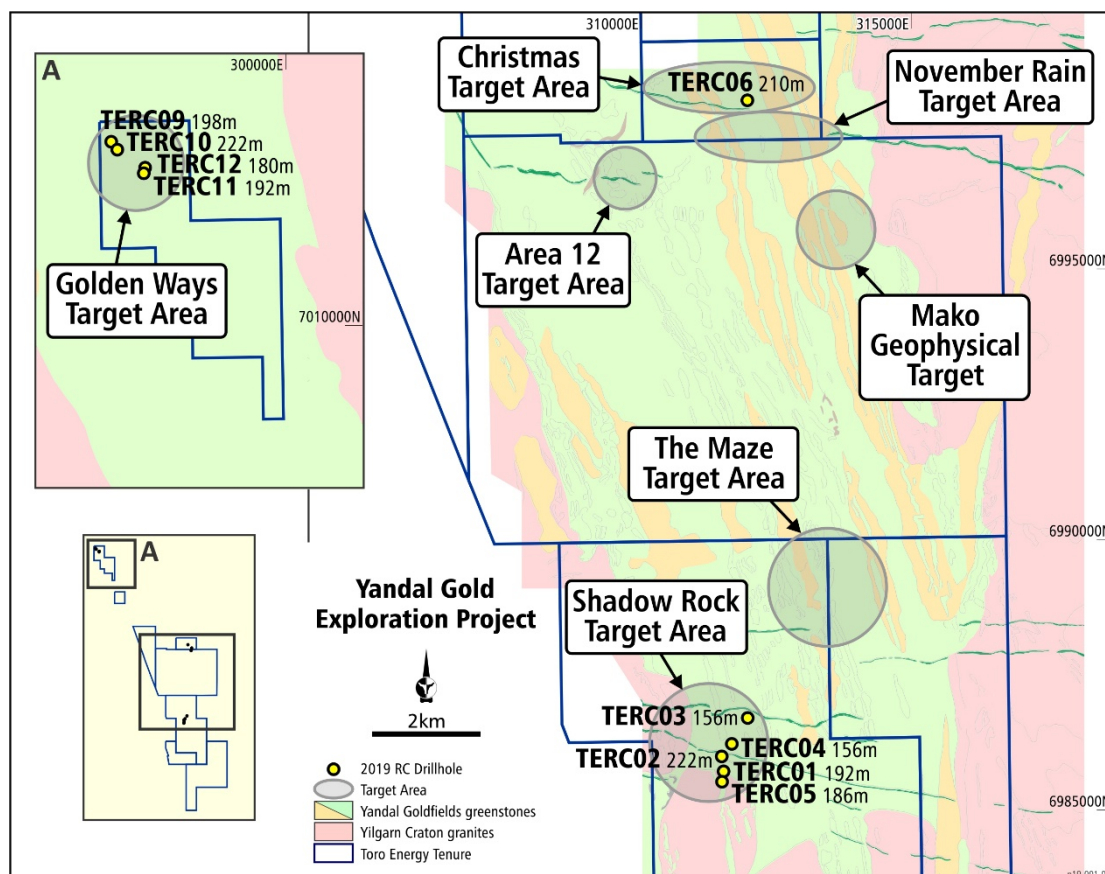 A
300000E
TERC09 198m
TERC10 222m
TERC12 180m
TERC11 192m
Golden Ways
Target Area
7010000N
310000E
315000E
Christmas
Target Area
TERC06 210m
November Rain
Target Area
Area 12
Target Area
6995000N
Mako
Geophysical
Target
The Maze
Target Area
6990000N
Shadow Rock
Target Area
TERC03 156m
TERC04 156m
TERC02 222m
TERC01 192m
TERC05 186m
6985000N
A
Yandal Gold
Exploration Project
2km
2019 RC Drillhole
Target Area
Yandal Goldfields greenstones
Yilgarn Craton granites
Toro Energy Tenure